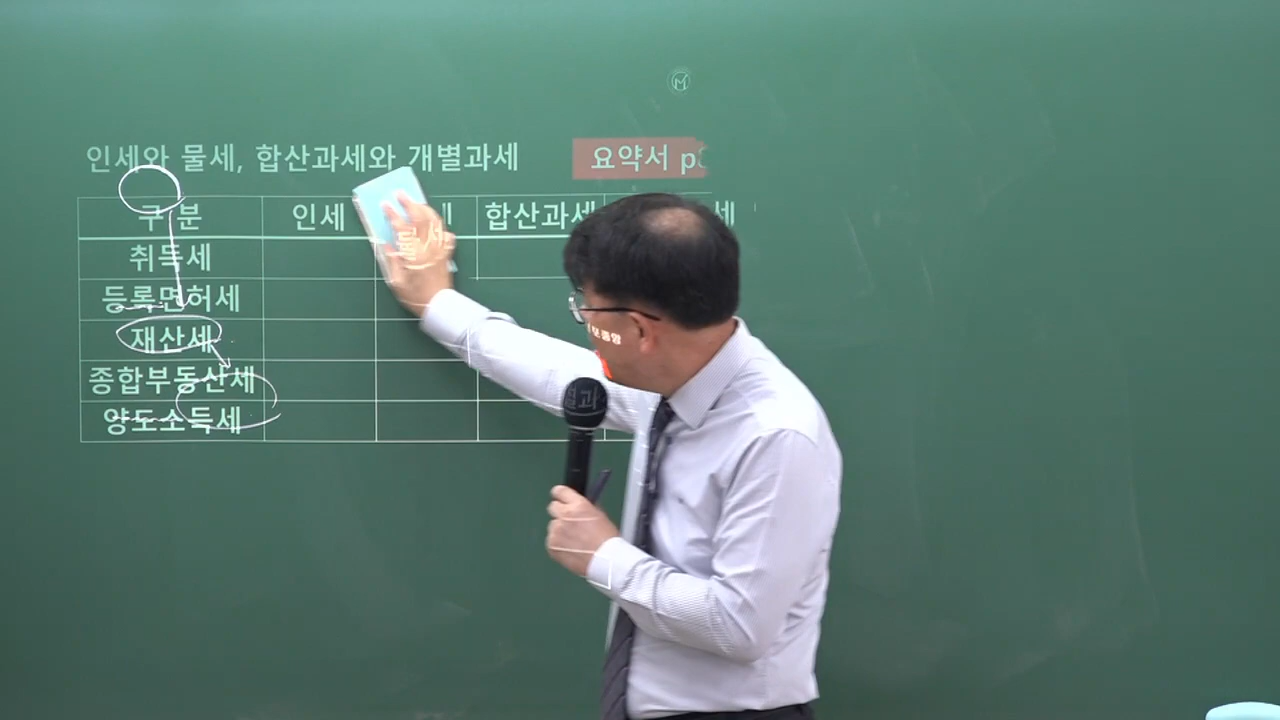 인세와 물세, 합산과세와 개별과세
요약서
구 분 인세 합산과세 세
취득세
등록면허세
재산세
종합부동산세
양도소득세